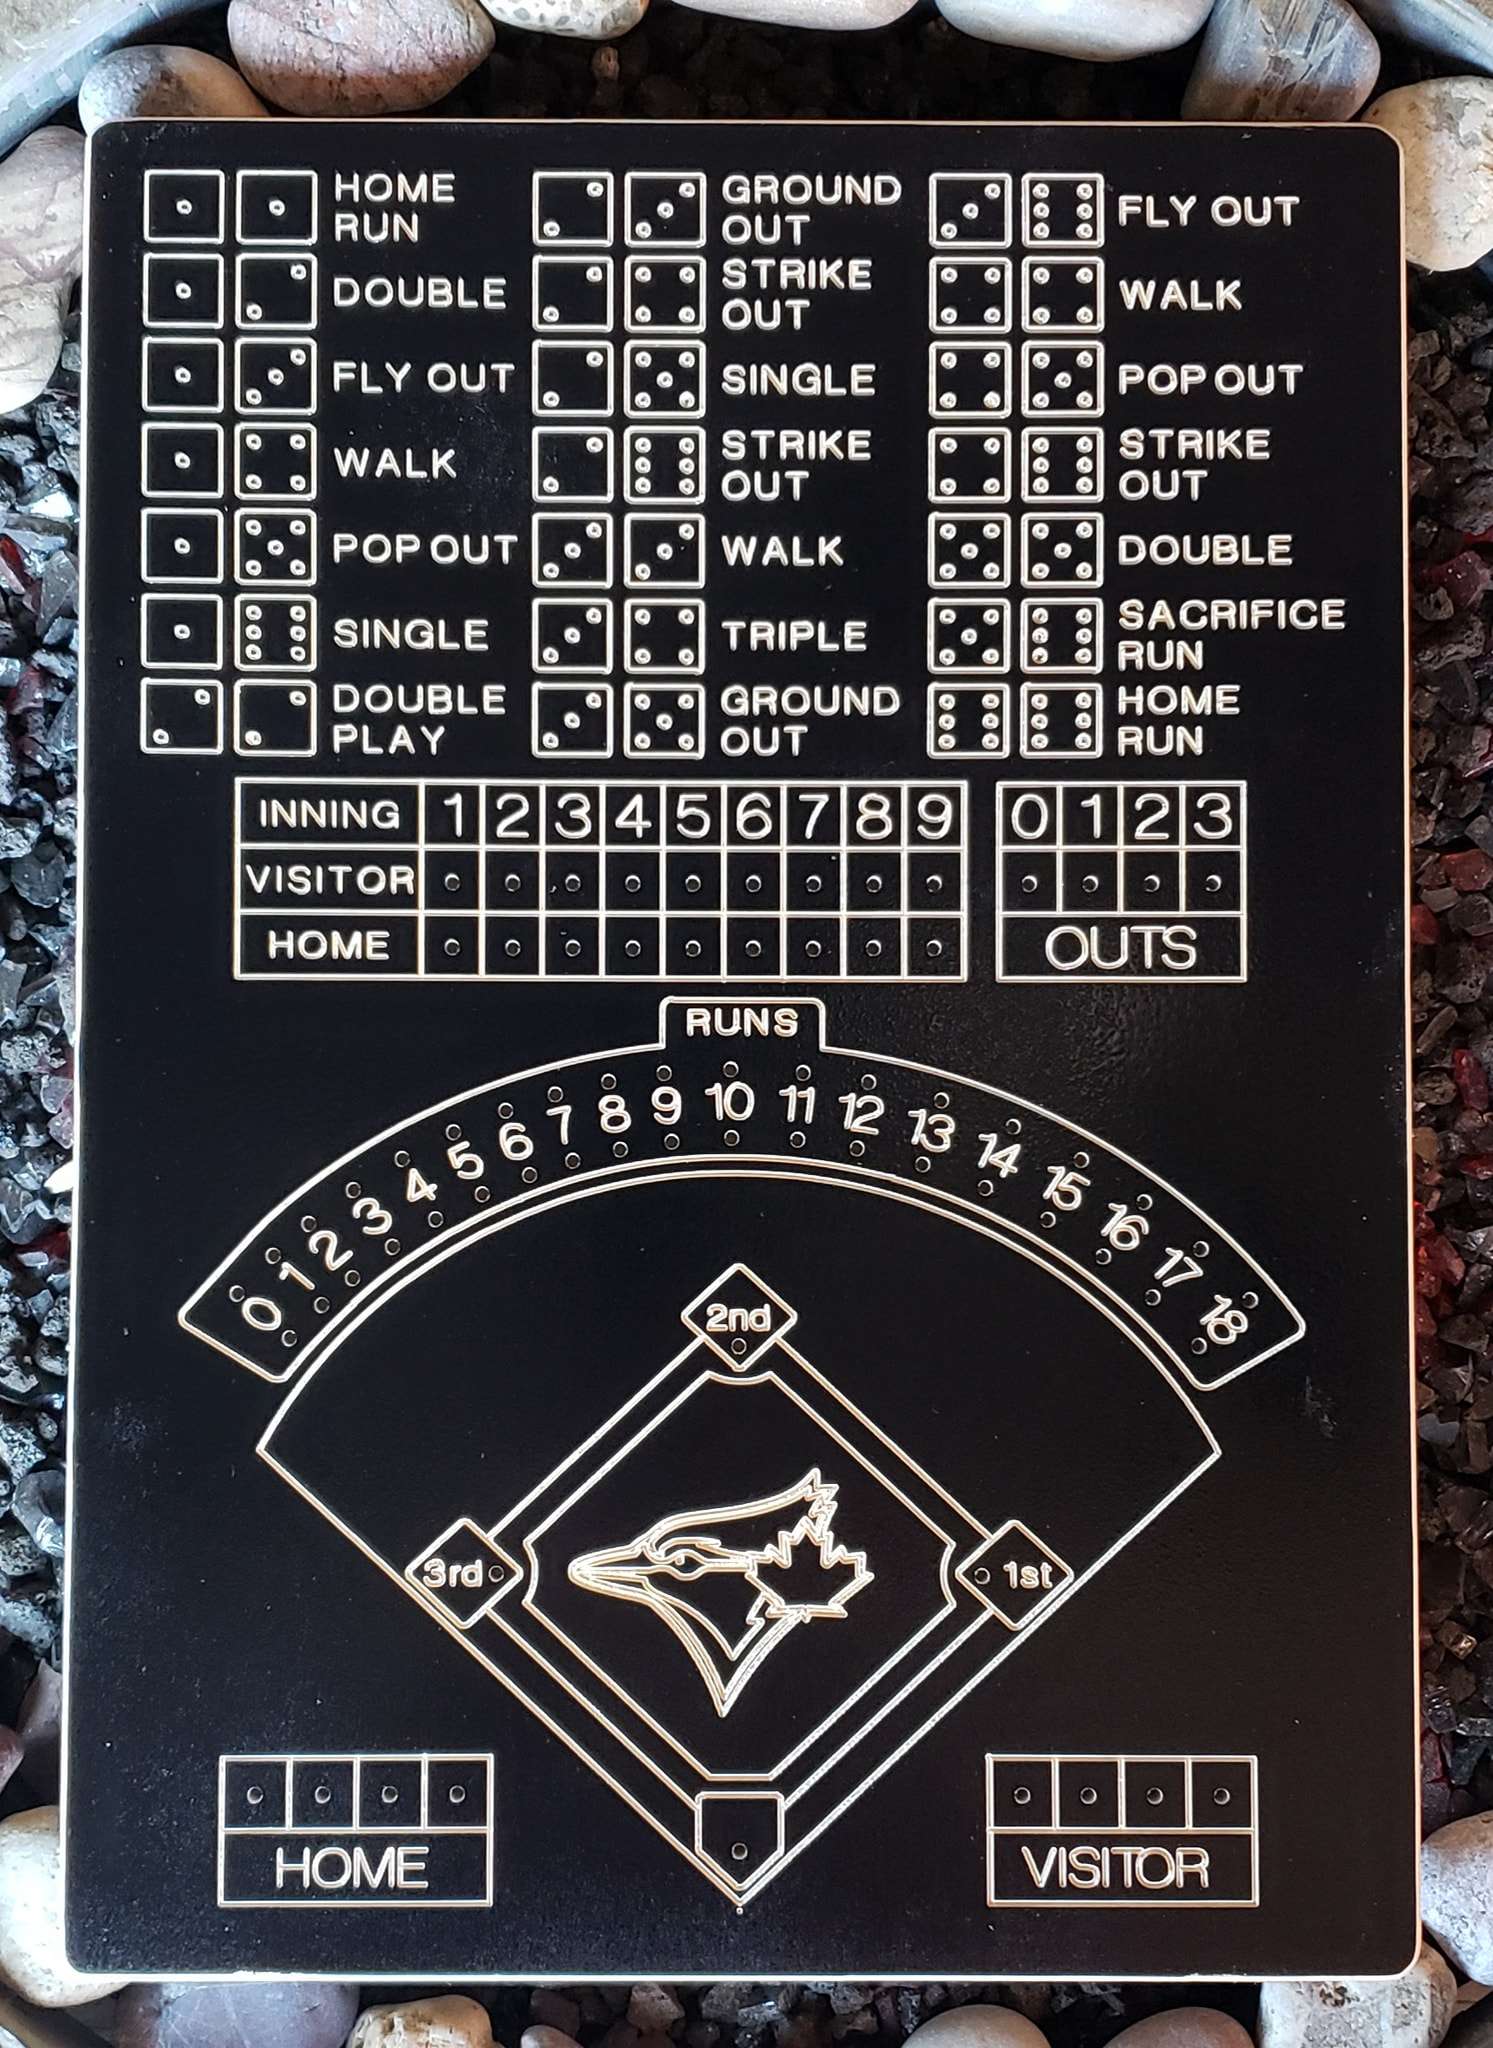 HOME
RUN
DOUBLE
FLY OUT
WALK
POP OUT
SINGLE
DOUBLE
PLAY
GROUND
OUT
STRIKE
OUT
SINGLE
STRIKE
OUT
WALK
TRIPLE
GROUND
OUT
FLY OUT
WALK
POP OUT
STRIKE
OUT
DOUBLE
SACRIFICE
RUN
HOME
RUN
INNING 1 2 3 4 5 6 7 8 9
VISITOR
HOME
0 1 2 3
OUTS
RUNS
0 1 2 3 4 5 6 7 8 9 10 11 12 13 14 15 16 17 18
2nd
3rd
1st
HOME
VISITOR